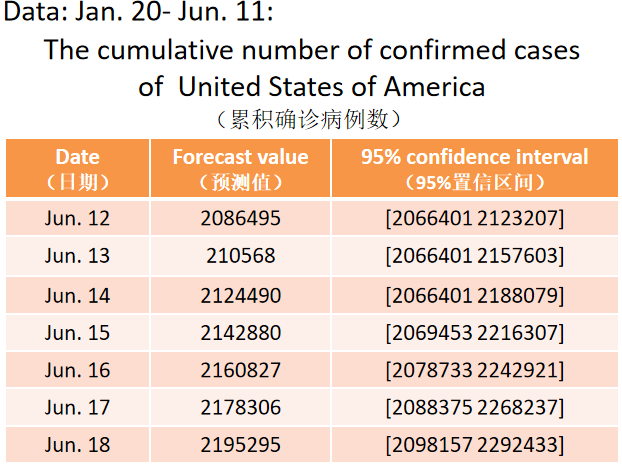 Data: Jan. 20- Jun. 11:
The cumulative number of confirmed cases
of United States of America
（累积确诊病例数）
Date Forecast value 95% confidence interval
（日期） （预测值） （95%置信区间）
Jun. 12 2086495 [2066401 2123207]
Jun. 13 210568 [2066401 2157603]
Jun. 14 2124490 [2066401 2188079]
Jun. 15 2142880 [2069453 2216307]
Jun. 16 2160827 [2078733 2242921]
Jun. 17 2178306 [2088375 2268237]
Jun. 18 2195295 [2098157 2292433]